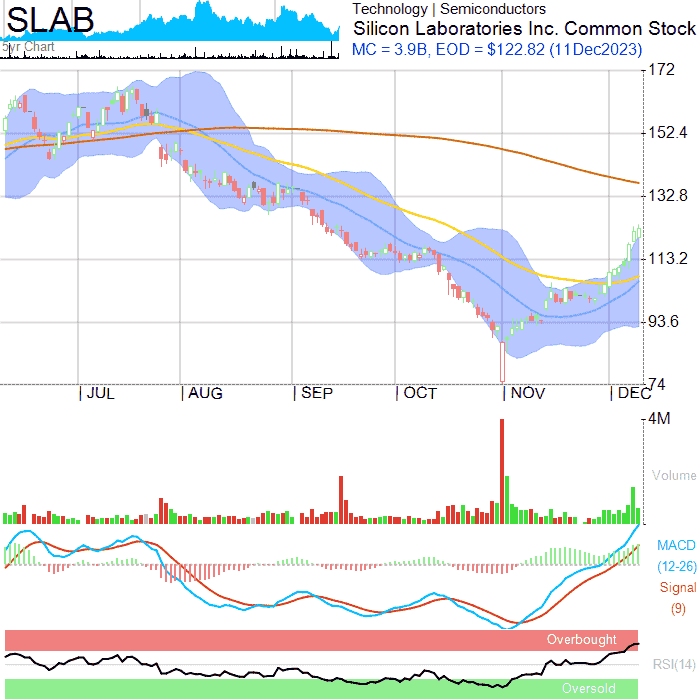 SLAB
5yr Chart
Technology | Semiconductors
Silicon Laboratories Inc. Common Stock
MC = 3.9B, EOD = $122.82 (11Dec2023)
172
152.4
132.8
113.2
93.6
74
JUL AUG SEP OCT NOV DEC
4M
Volume
MACD
(12-26)
Signal
(9)
Overbought
RSI(14)
Oversold